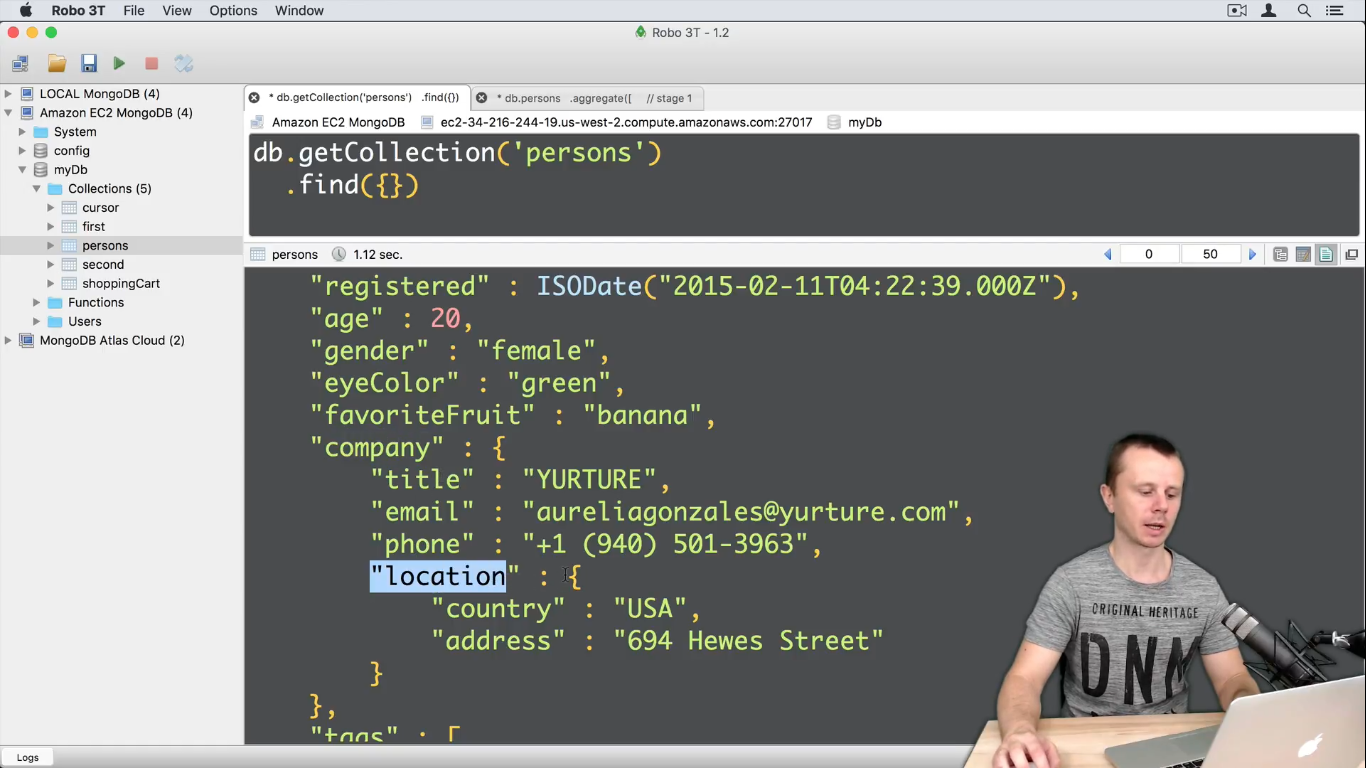 Robo 3T File View Options Window
Robo 3T - 1.2
LOCAL MongoDB (4)
Amazon EC2 MongoDB (4)
System
config
myDb
Collections (5)
cursor
first
persons
second
shoppingCart
Functions
Users
MongoDB Atlas Cloud (2)
* db.getCollection('persons') .find({}) * db.persons .aggregate([ // stage 1
Amazon EC2 MongoDB ec2-34-216-244-19.us-west-2.compute.amazonaws.com:27017 myDb
db.getCollection('persons')
.find({})
persons 1.12 sec. 0 50
"registered" : ISODate("2015-02-11T04:22:39.000Z"),
"age" : 20,
"gender" : "female",
"eyeColor" : "green",
"favoriteFruit" : "banana",
"company" : {
"title" : "YURTURE",
"email" : "aureliagonzales@yurture.com",
"phone" : "+1 (940) 501-3963",
"location" : {
"country" : "USA",
"address" : "694 Hewes Street"
}
},
"tags" : [
ORIGINAL HERITAGE
DNM
Logs